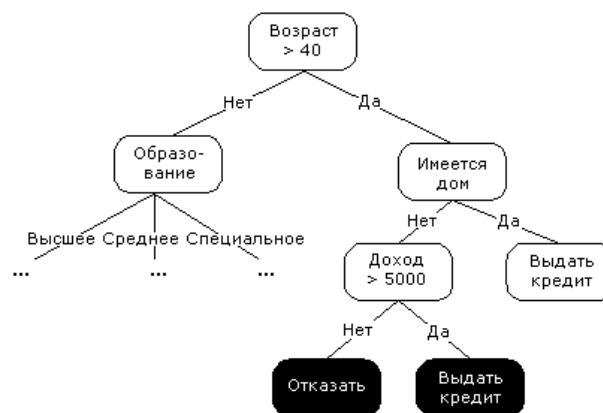 Возраст
> 40
Нет
Да
Образо-
вание
Имеется
дом
Высшее
Среднее
Специальное
Нет
Да
...
...
...
Доход
> 5000
Выдать
кредит
Нет
Да
Отказать
Выдать
кредит